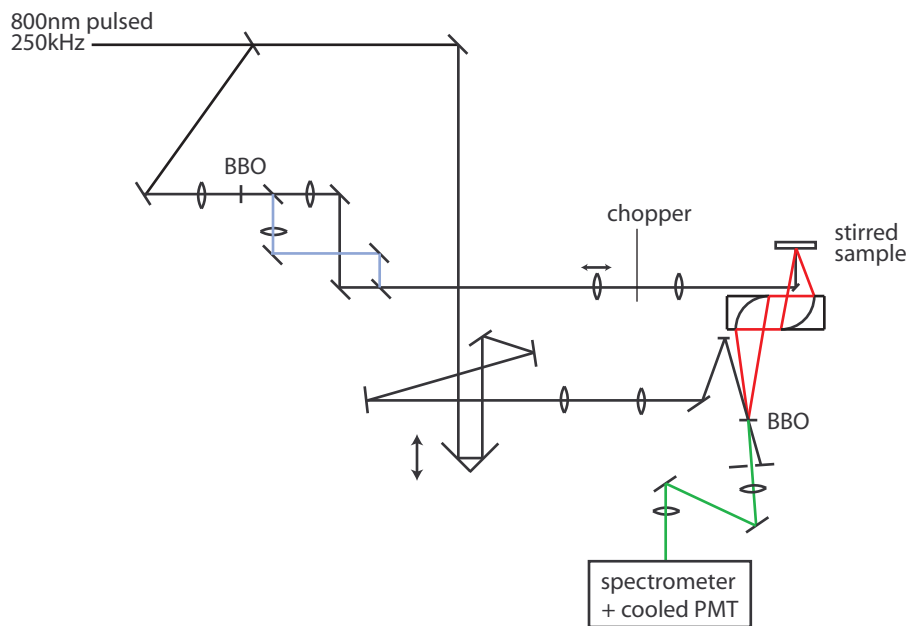 800nm pulsed
250kHz
BBO
chopper
stirred
sample
BBO
spectrometer
+ cooled PMT